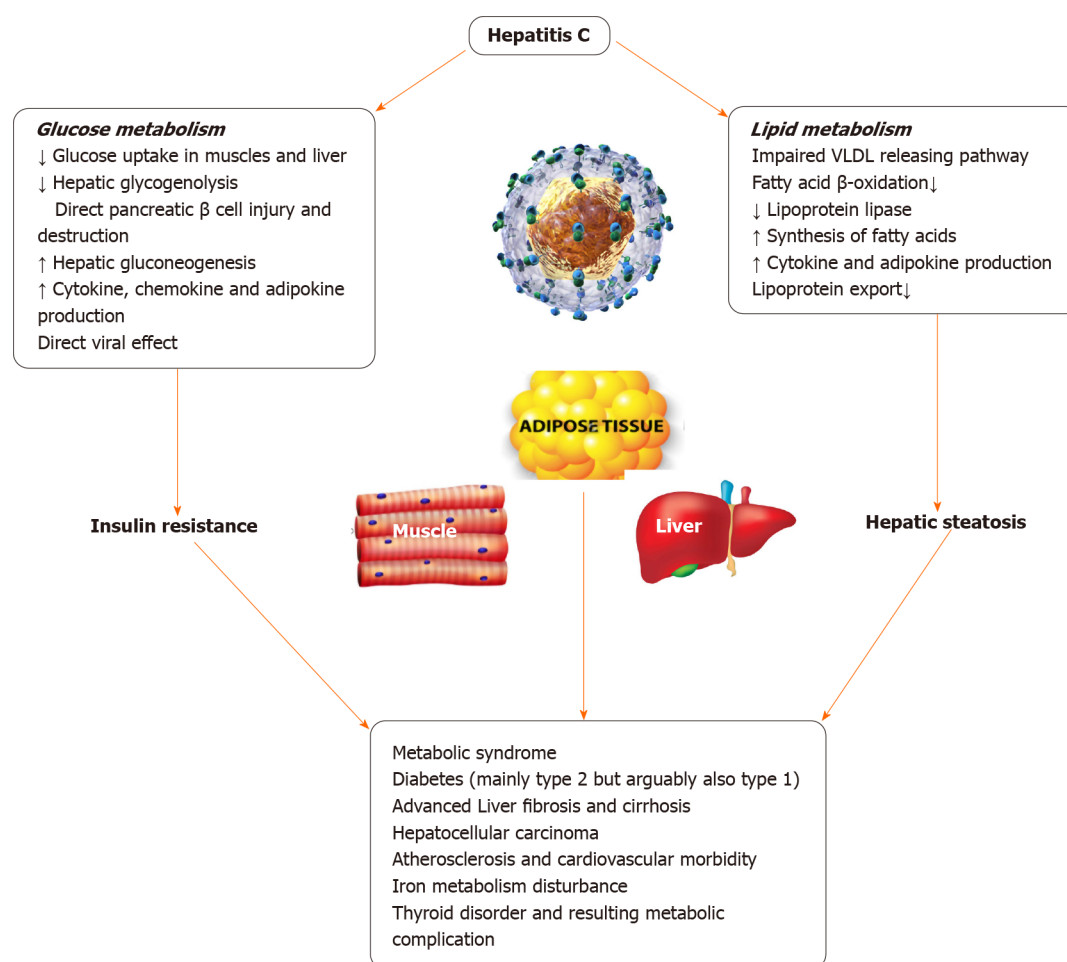 Hepatitis C
Glucose metabolism
↓ Glucose uptake in muscles and liver
↓ Hepatic glycogenolysis
Direct pancreatic β cell injury and
destruction
↑ Hepatic gluconeogenesis
↑ Cytokine, chemokine and adipokine
production
Direct viral effect
Lipid metabolism
Impaired VLDL releasing pathway
Fatty acid β-oxidation↓
↓ Lipoprotein lipase
↑ Synthesis of fatty acids
↑ Cytokine and adipokine production
Lipoprotein export↓
ADIPOSE TISSUE
Muscle
Liver
Insulin resistance
Hepatic steatosis
Metabolic syndrome
Diabetes (mainly type 2 but arguably also type 1)
Advanced Liver fibrosis and cirrhosis
Hepatocellular carcinoma
Atherosclerosis and cardiovascular morbidity
Iron metabolism disturbance
Thyroid disorder and resulting metabolic
complication